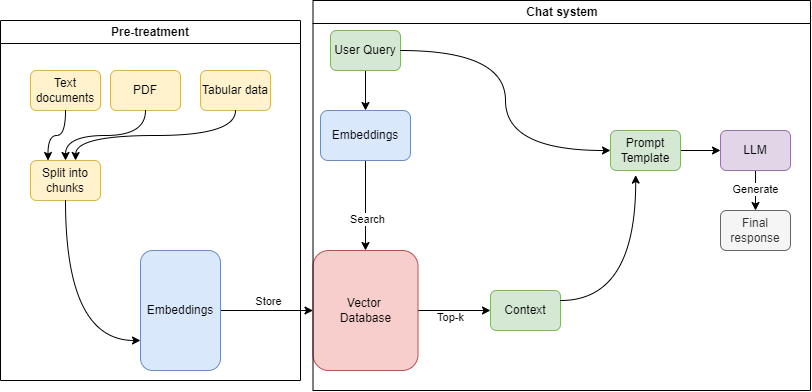 Pre-treatment
Text
documents
PDF
Tabular data
Split into
chunks
Embeddings
Store
Chat system
User Query
Embeddings
Search
Vector
Database
Top-k
Context
Prompt
Template
LLM
Generate
Final
response